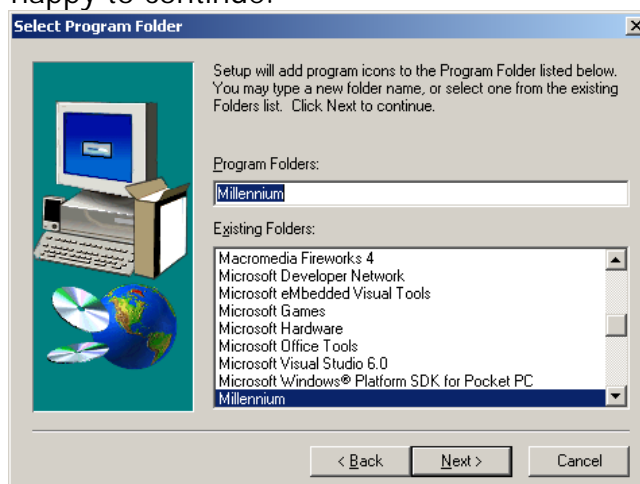 happy to continue.
Select Program Folder
Setup will add program icons to the Program Folder listed below.
You may type a new folder name, or select one from the existing
Folders list. Click Next to continue.
Program Folders:
Millennium
Existing Folders:
Macromedia Fireworks 4
Microsoft Developer Network
Microsoft eMbedded Visual Tools
Microsoft Games
Microsoft Hardware
Microsoft Office Tools
Microsoft Visual Studio 6.0
Microsoft Windows® Platform SDK for Pocket PC
Millennium
< Back Next > Cancel